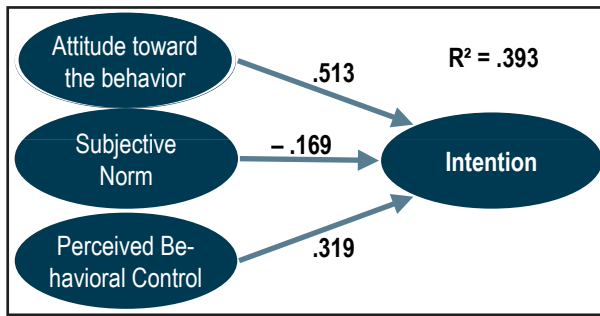 Attitude toward
the behavior
.513
R² = .393
Subjective
Norm
– .169
Intention
Perceived Be-
havioral Control
.319